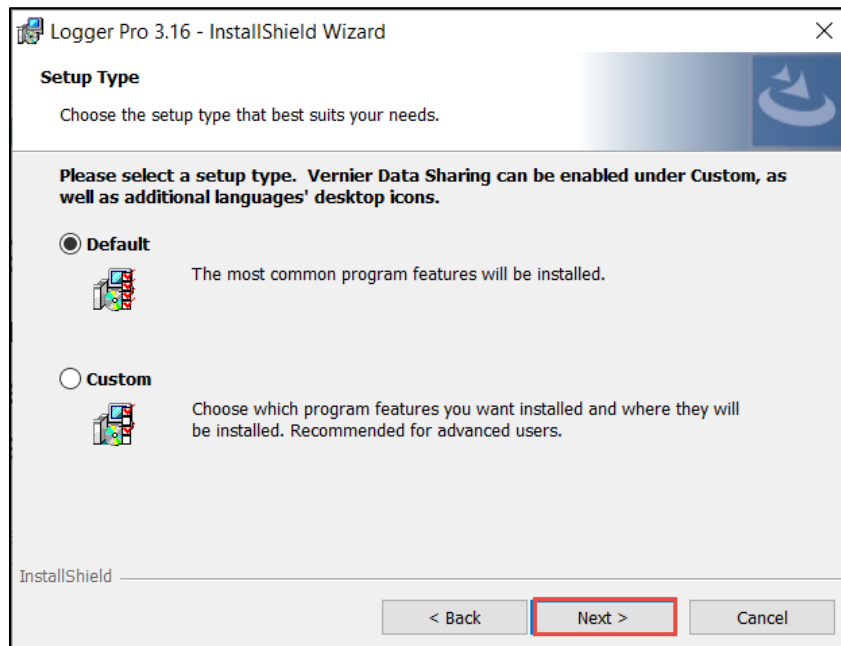 Logger Pro 3.16 - InstallShield Wizard
Setup Type
Choose the setup type that best suits your needs.
Please select a setup type.  Vernier Data Sharing can be enabled under Custom, as
well as additional languages' desktop icons.
Default
The most common program features will be installed.
Custom
Choose which program features you want installed and where they will
be installed. Recommended for advanced users.
InstallShield
< Back
Next >
Cancel